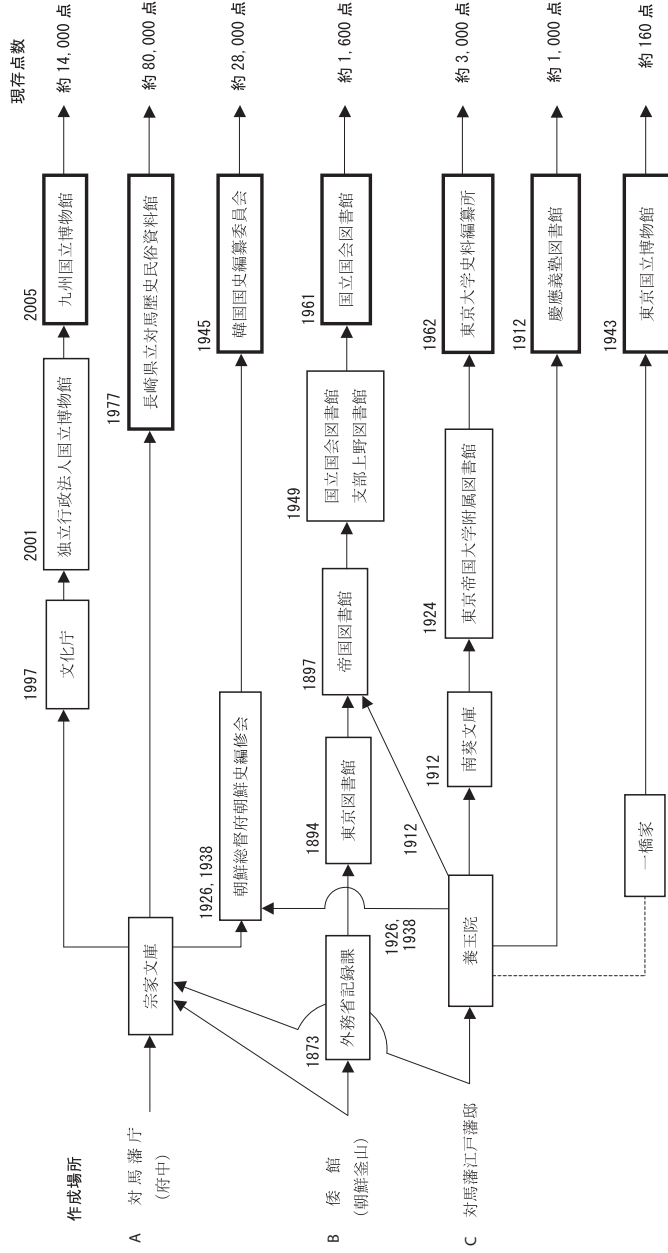 作成場所
現存点数
A
対馬藩庁
(府中)
宗家文庫
1997
文化庁
2001
独立行政法人国立博物館
2005
九州国立博物館
約 14, 000 点
1977
長崎県立対馬歴史民俗資料館
約 80, 000 点
1926, 1938
朝鮮総督府朝鮮史編修会
1945
韓国国史編纂委員会
約 28, 000 点
B
倭 館
(朝鮮釜山)
1873
外務省記録課
1894
東京図書館
1897
帝国図書館
1949
国立国会図書館
支部上野図書館
1961
国立国会図書館
約 1, 600 点
1912
1926,
1938
C
対馬藩江戸藩邸
養玉院
1912
南葵文庫
1924
東京帝国大学附属図書館
1962
東京大学史料編纂所
約 3, 000 点
1912
慶應義塾図書館
約 1, 000 点
一橋家
1943
東京国立博物館
約 160 点